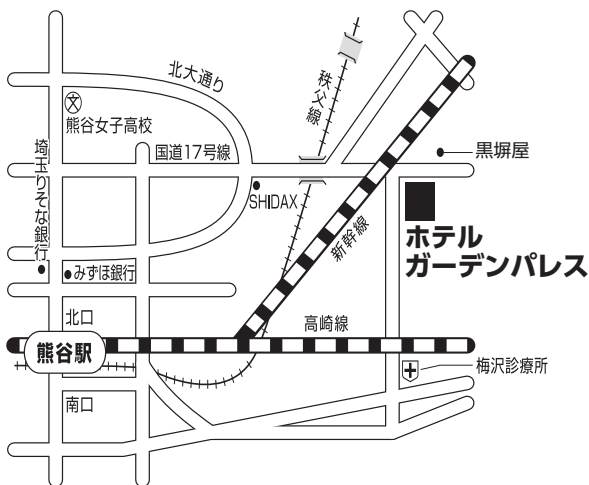 北大通り
秩父線
熊谷女子高校
国道17号線
黒塀屋
埼玉りそな銀行
SHIDAX
新幹線
ホテル
ガーデンパレス
みずほ銀行
北口
高崎線
熊谷駅
梅沢診療所
南口
文